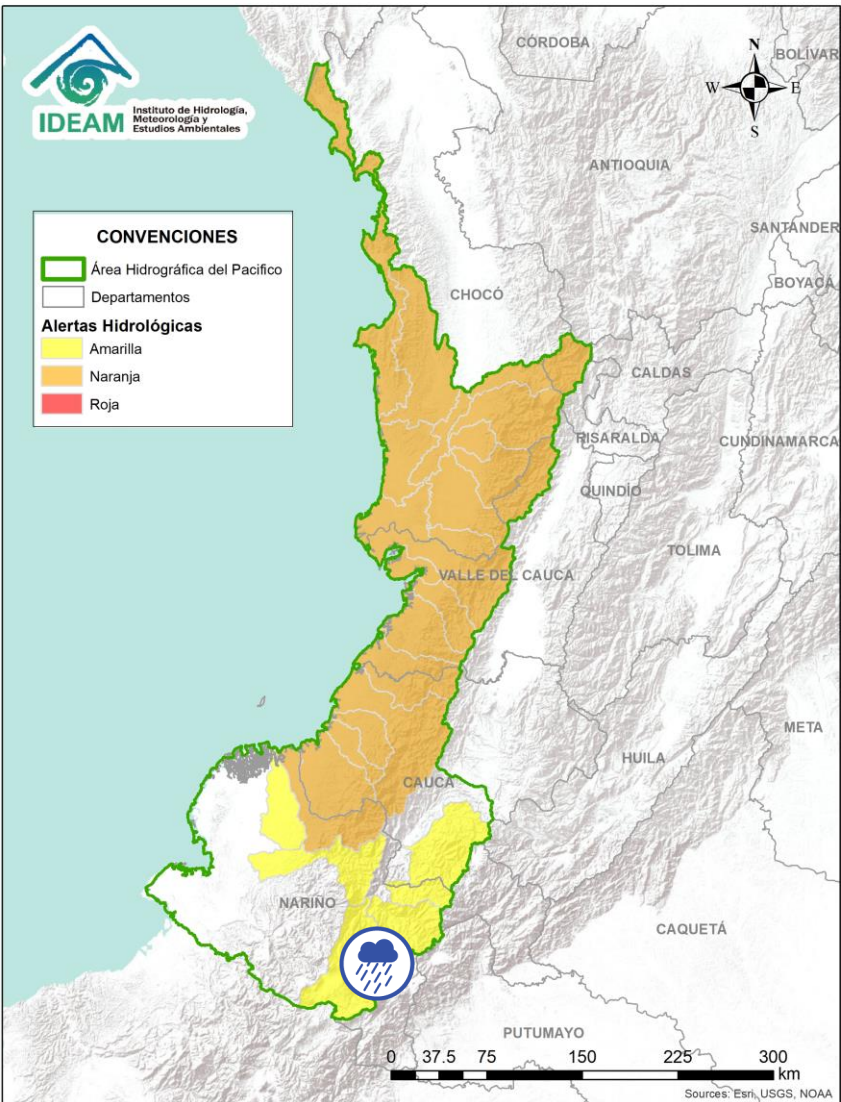 IDEAM
Instituto de Hidrología,
Meteorología y
Estudios Ambientales
N
W
E
S
CÓRDOBA
BOLÍVAR
ANTIOQUIA
SANTANDER
BOYACÁ
CONVENCIONES
Área Hidrográfica del Pacifico
Departamentos
Alertas Hidrológicas
Amarilla
Naranja
Roja
CHOCÓ
CALDAS
RISARALDA
CUNDINAMARCA
QUINDÍO
TOLIMA
VALLE DEL CAUCA
META
HUILA
CAUCA
NARIÑO
CAQUETÁ
PUTUMAYO
0 37.5 75 150 225 300
km
Sources: Esri, USGS, NOAA